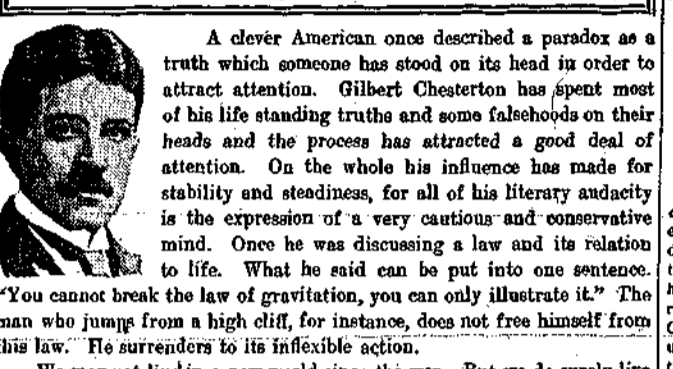 A clever American once described a paradox as a
truth which someone has stood on its head in order to
attract attention. Gilbert Chesterton has spent most
of his life standing truths and some falsehoods on their
heads and the process has attracted a good deal of
attention. On the whole his influence has made for
stability and steadiness, for all of his literary audacity
is the expression of a very cautious and conservative
mind. Once he was discussing a law and its relation
to life. What he said can be put into one sentence.
"You cannot break the law of gravitation, you can only illustrate it." The
man who jumps from a high cliff, for instance, does not free himself from
his law. He surrenders to its inflexible action.